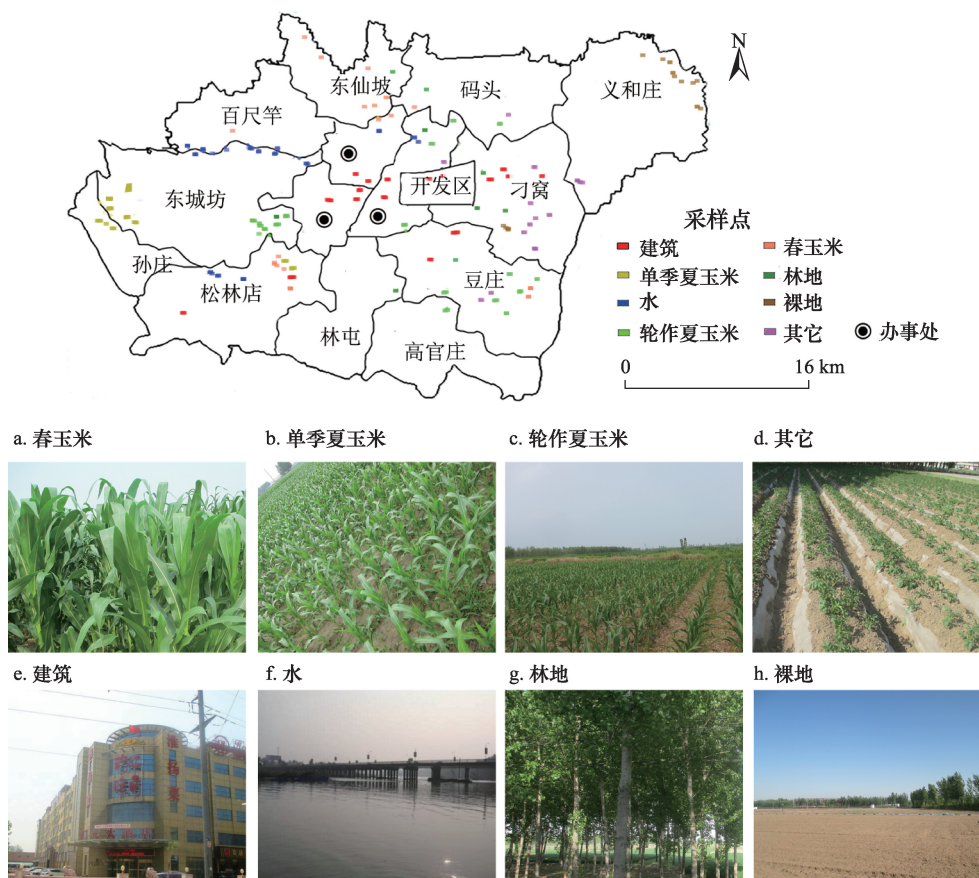 N
东仙坡
码头
义和庄
百尺竿
东城坊
开发区
刁窝
孙庄
松林店
豆庄
林屯
高官庄
采样点
建筑
春玉米
单季夏玉米
林地
水
裸地
轮作夏玉米
其它
办事处
0
16 km
a. 春玉米
b. 单季夏玉米
c. 轮作夏玉米
d. 其它
e. 建筑
f. 水
g. 林地
h. 裸地